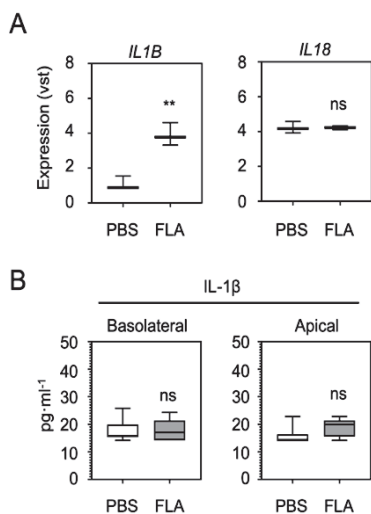 A
IL1B
IL18
Expression (vst)
8
6
4
2
0
**
PBS
FLA
8
6
4
2
0
ns
PBS
FLA
B
IL-1β
Basolateral
Apical
pg·ml-1
50
40
30
20
10
0
ns
PBS
FLA
50
40
30
20
10
0
ns
PBS
FLA